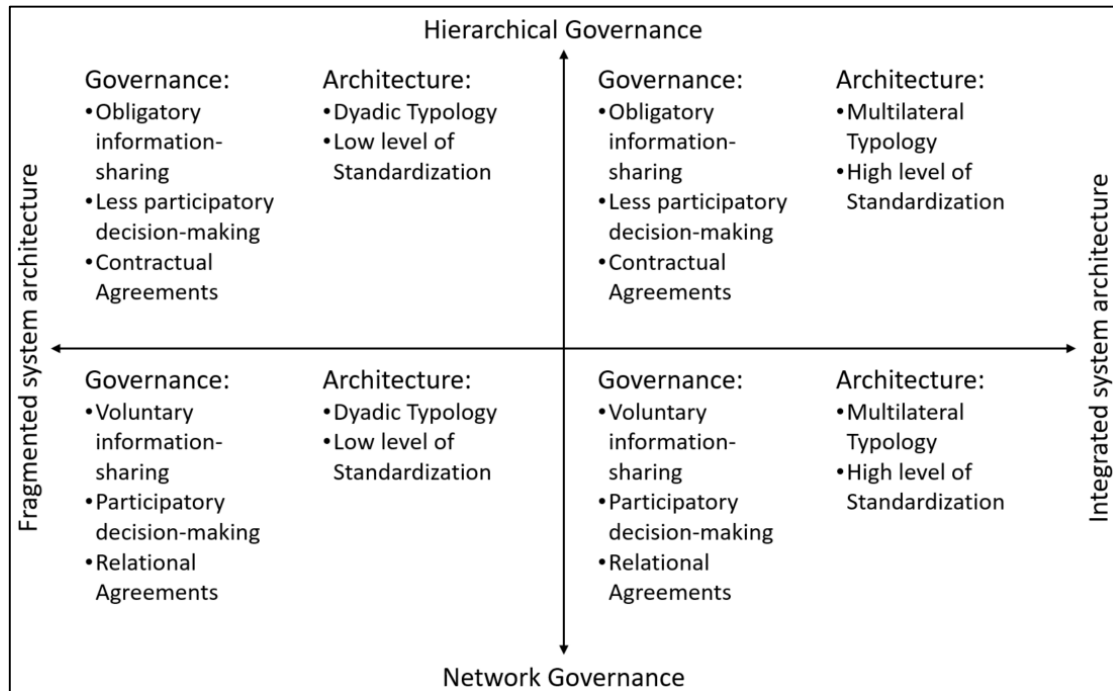 Hierarchical Governance
Governance:
•Obligatory
information-
sharing
•Less participatory
decision-making
•Contractual
Agreements
Architecture:
•Dyadic Typology
•Low level of
Standardization
Governance:
•Obligatory
information-
sharing
•Less participatory
decision-making
•Contractual
Agreements
Architecture:
•Multilateral
Typology
•High level of
Standardization
Fragmented system architecture
Integrated system architecture
Governance:
•Voluntary
information-
sharing
•Participatory
decision-making
•Relational
Agreements
Architecture:
•Dyadic Typology
•Low level of
Standardization
Governance:
•Voluntary
information-
sharing
•Participatory
decision-making
•Relational
Agreements
Architecture:
•Multilateral
Typology
•High level of
Standardization
Network Governance